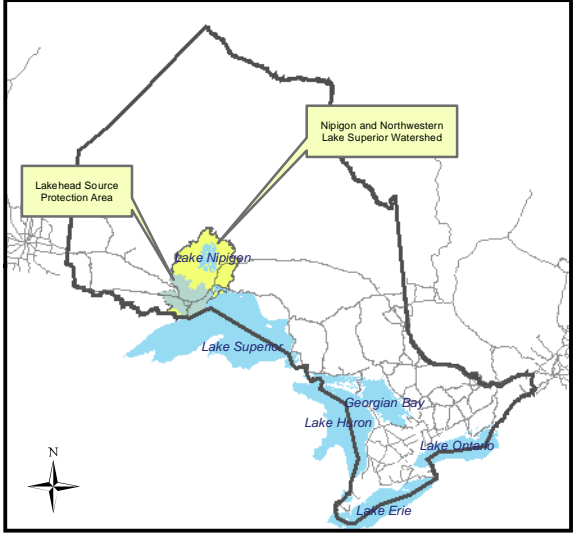 Nipigon and Northwestern
Lake Superior Watershed
Lakehead Source
Protection Area
Lake Nipigon
Lake Superior
Georgian Bay
Lake Huron
Lake Ontario
N
Lake Erie